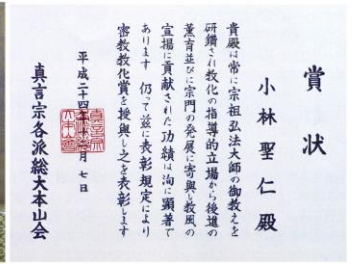 賞状
小林聖仁殿
貴殿は常に宗祖弘法大師の御教えを
研鑽され教化の指導的立場から後進の
薫育並びに宗門の発展に寄与し教風の
宣揚に貢献された功績は洵に顕著で
あります 仍って茲に表彰規定により
密教教化賞を授与し之を表彰します
平成二十四年十二月七日
真言宗各派総大本山会